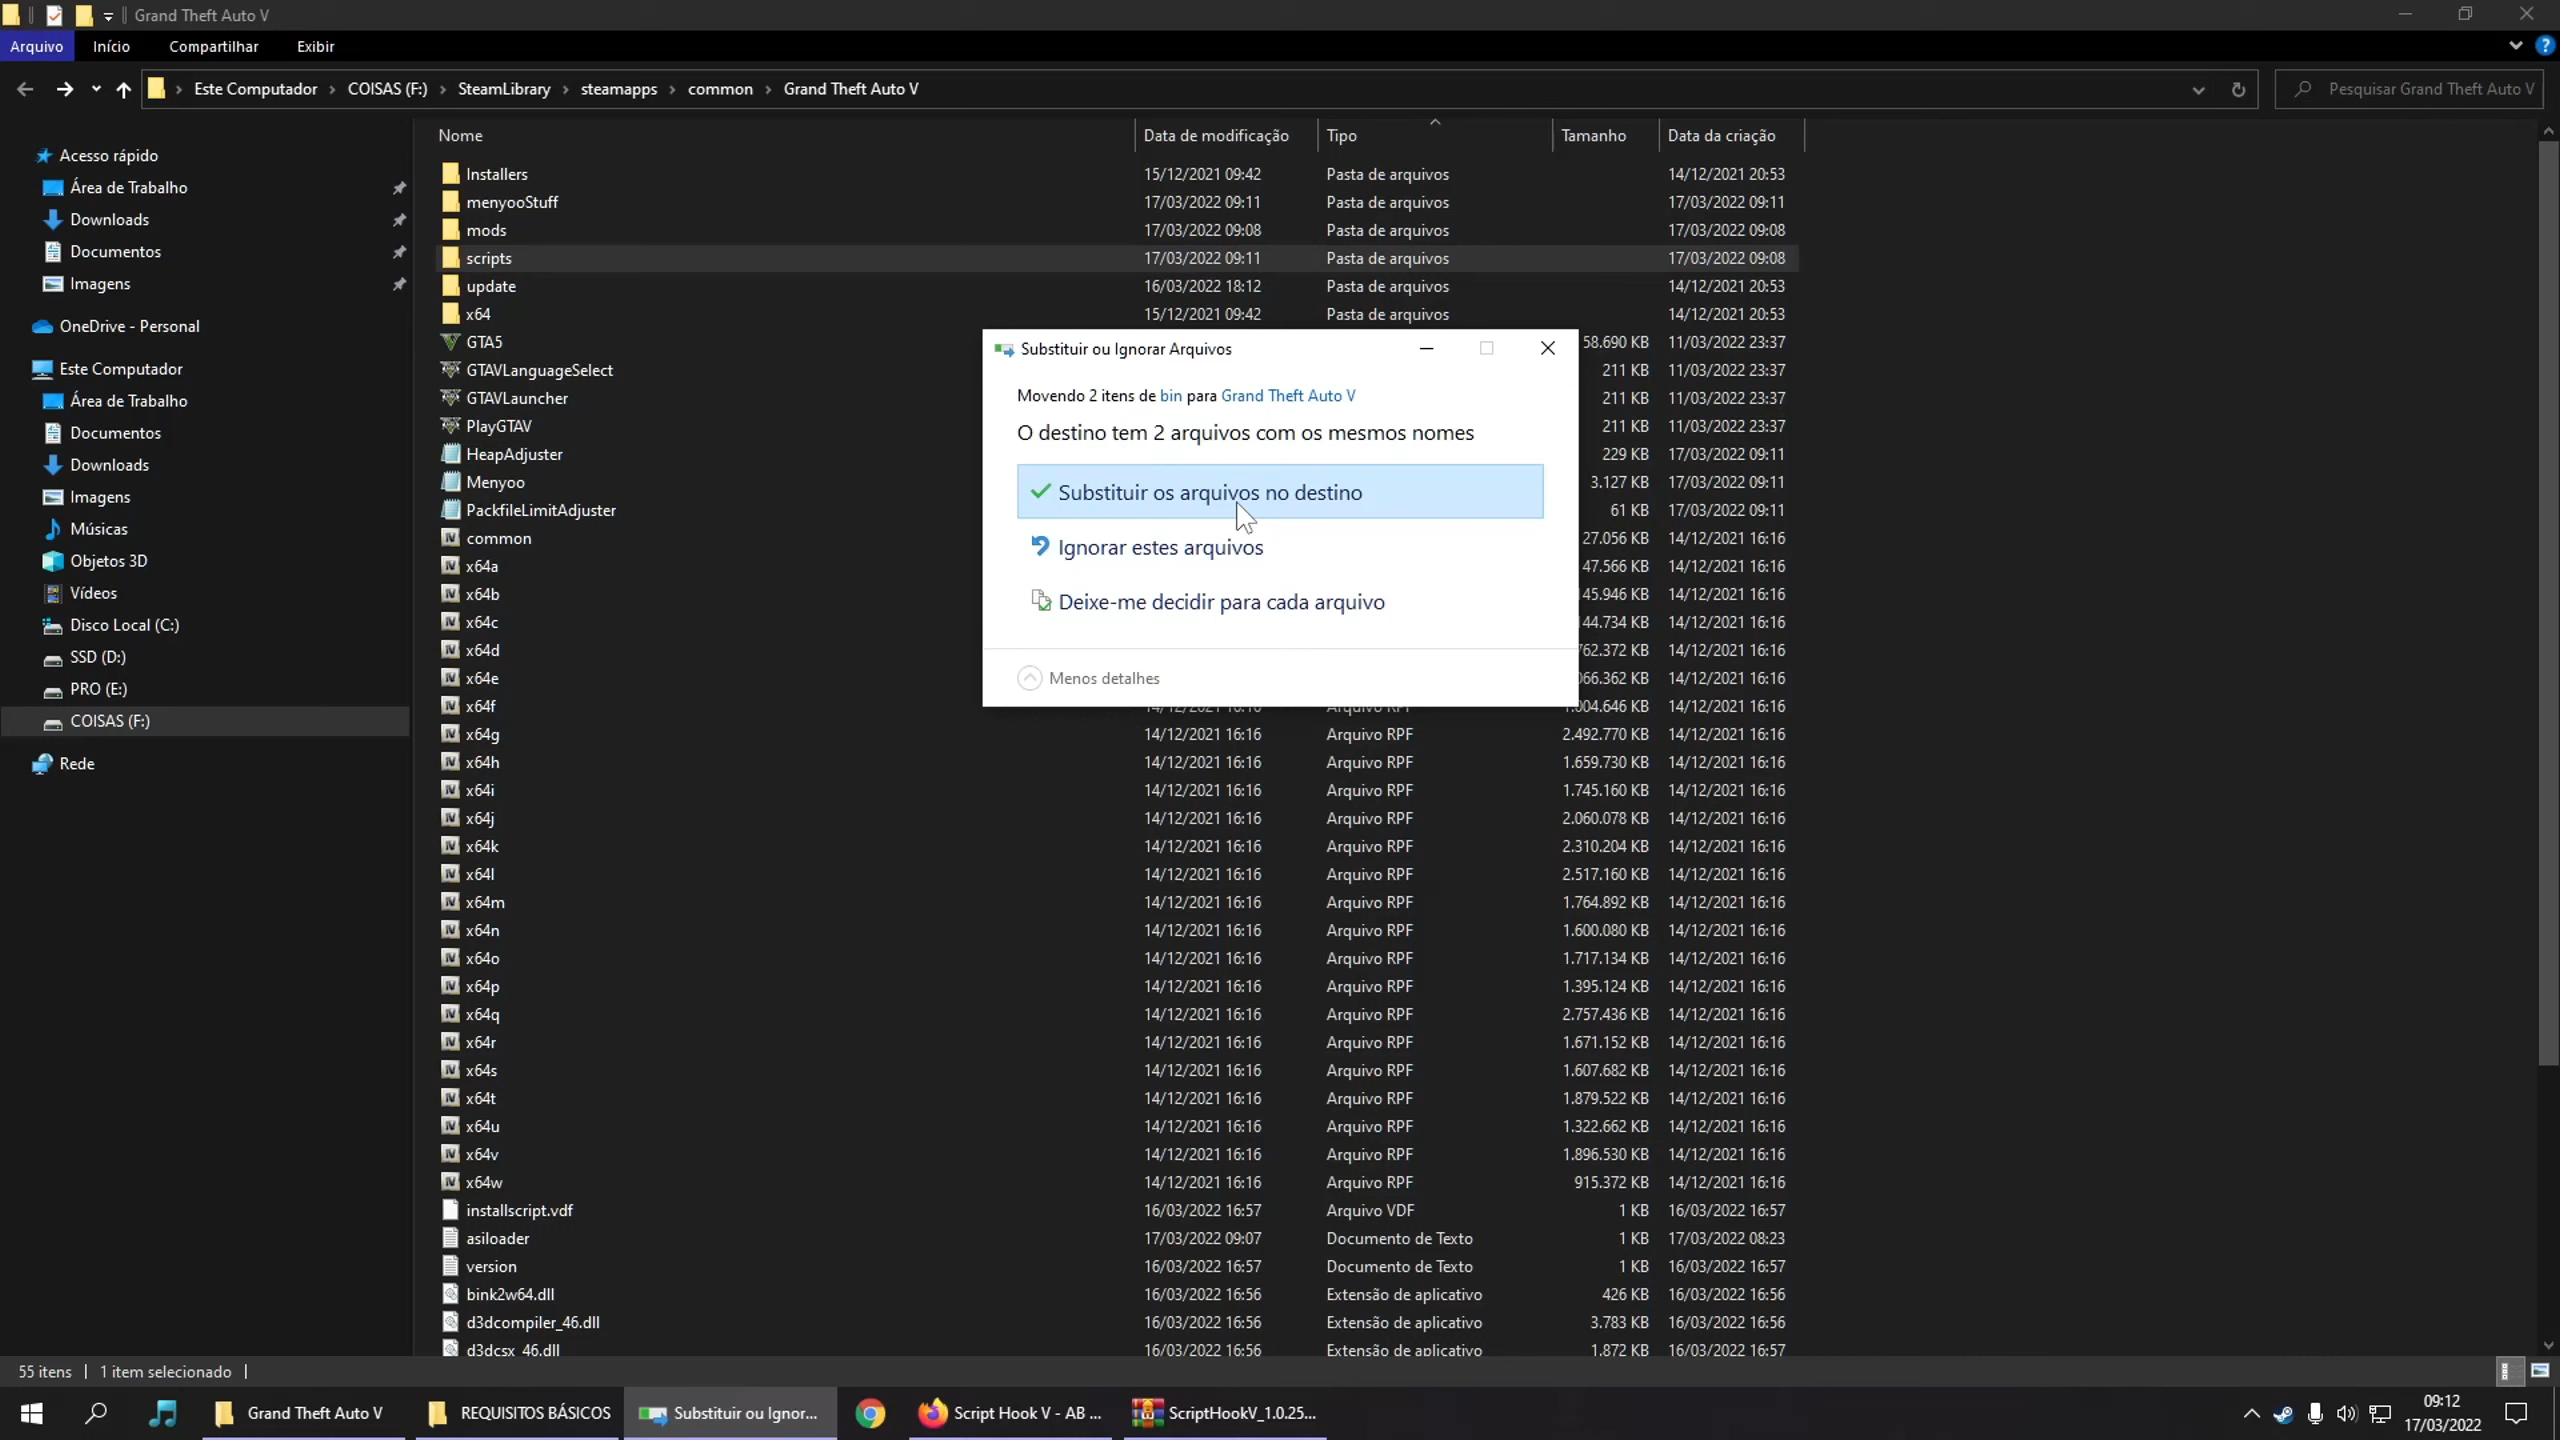 Grand Theft Auto V
Arquivo Início Compartilhar Exibir
Este Computador COISAS (F:) SteamLibrary steamapps common Grand Theft Auto V Pesquisar Grand Theft Auto V
Nome Data de modificação Tipo Tamanho Data da criação
Acesso rápido
Área de Trabalho
Downloads
Documentos
Imagens
OneDrive - Personal
Este Computador
Área de Trabalho
Documentos
Downloads
Imagens
Músicas
Objetos 3D
Vídeos
Disco Local (C:)
SSD (D:)
PRO (E:)
COISAS (F:)
Rede
Installers 15/12/2021 09:42 Pasta de arquivos 14/12/2021 20:53
menyooStuff 17/03/2022 09:11 Pasta de arquivos 17/03/2022 09:11
mods 17/03/2022 09:08 Pasta de arquivos 17/03/2022 09:08
scripts 17/03/2022 09:11 Pasta de arquivos 17/03/2022 09:08
update 16/03/2022 18:12 Pasta de arquivos 14/12/2021 20:53
x64 15/12/2021 09:42 Pasta de arquivos 14/12/2021 20:53
GTA5 58.690 KB 11/03/2022 23:37
GTAVLanguageSelect 211 KB 11/03/2022 23:37
GTAVLauncher 211 KB 11/03/2022 23:37
PlayGTAV 211 KB 11/03/2022 23:37
HeapAdjuster 229 KB 17/03/2022 09:11
Menyoo 3.127 KB 17/03/2022 09:11
PackfileLimitAdjuster 61 KB 17/03/2022 09:11
common 27.056 KB 14/12/2021 16:16
x64a 47.566 KB 14/12/2021 16:16
x64b 45.946 KB 14/12/2021 16:16
x64c 44.734 KB 14/12/2021 16:16
x64d 762.372 KB 14/12/2021 16:16
x64e 066.362 KB 14/12/2021 16:16
x64f 14/12/2021 16:16 Arquivo RPF 1.004.646 KB 14/12/2021 16:16
x64g 14/12/2021 16:16 Arquivo RPF 2.492.770 KB 14/12/2021 16:16
x64h 14/12/2021 16:16 Arquivo RPF 1.659.730 KB 14/12/2021 16:16
x64i 14/12/2021 16:16 Arquivo RPF 1.745.160 KB 14/12/2021 16:16
x64j 14/12/2021 16:16 Arquivo RPF 2.060.078 KB 14/12/2021 16:16
x64k 14/12/2021 16:16 Arquivo RPF 2.310.204 KB 14/12/2021 16:16
x64l 14/12/2021 16:16 Arquivo RPF 2.517.160 KB 14/12/2021 16:16
x64m 14/12/2021 16:16 Arquivo RPF 1.764.892 KB 14/12/2021 16:16
x64n 14/12/2021 16:16 Arquivo RPF 1.600.080 KB 14/12/2021 16:16
x64o 14/12/2021 16:16 Arquivo RPF 1.717.134 KB 14/12/2021 16:16
x64p 14/12/2021 16:16 Arquivo RPF 1.395.124 KB 14/12/2021 16:16
x64q 14/12/2021 16:16 Arquivo RPF 2.757.436 KB 14/12/2021 16:16
x64r 14/12/2021 16:16 Arquivo RPF 1.671.152 KB 14/12/2021 16:16
x64s 14/12/2021 16:16 Arquivo RPF 1.607.682 KB 14/12/2021 16:16
x64t 14/12/2021 16:16 Arquivo RPF 1.879.522 KB 14/12/2021 16:16
x64u 14/12/2021 16:16 Arquivo RPF 1.322.662 KB 14/12/2021 16:16
x64v 14/12/2021 16:16 Arquivo RPF 1.896.530 KB 14/12/2021 16:16
x64w 14/12/2021 16:16 Arquivo RPF 915.372 KB 14/12/2021 16:16
installscript.vdf 16/03/2022 16:57 Arquivo VDF 1 KB 16/03/2022 16:57
asiloader 17/03/2022 09:07 Documento de Texto 1 KB 17/03/2022 08:23
version 16/03/2022 16:57 Documento de Texto 1 KB 16/03/2022 16:57
bink2w64.dll 16/03/2022 16:56 Extensão de aplicativo 426 KB 16/03/2022 16:56
d3dcompiler_46.dll 16/03/2022 16:56 Extensão de aplicativo 3.783 KB 16/03/2022 16:56
d3dcsx_46.dll 16/03/2022 16:56 Extensão de aplicativo 1.872 KB 16/03/2022 16:57
Substituir ou Ignorar Arquivos
Movendo 2 itens de bin para Grand Theft Auto V
O destino tem 2 arquivos com os mesmos nomes
Substituir os arquivos no destino
Ignorar estes arquivos
Deixe-me decidir para cada arquivo
Menos detalhes
55 itens 1 item selecionado
Grand Theft Auto V REQUISITOS BÁSICOS Substituir ou Ignor... Script Hook V - AB ... ScriptHookV_1.0.25...
09:12
17/03/2022